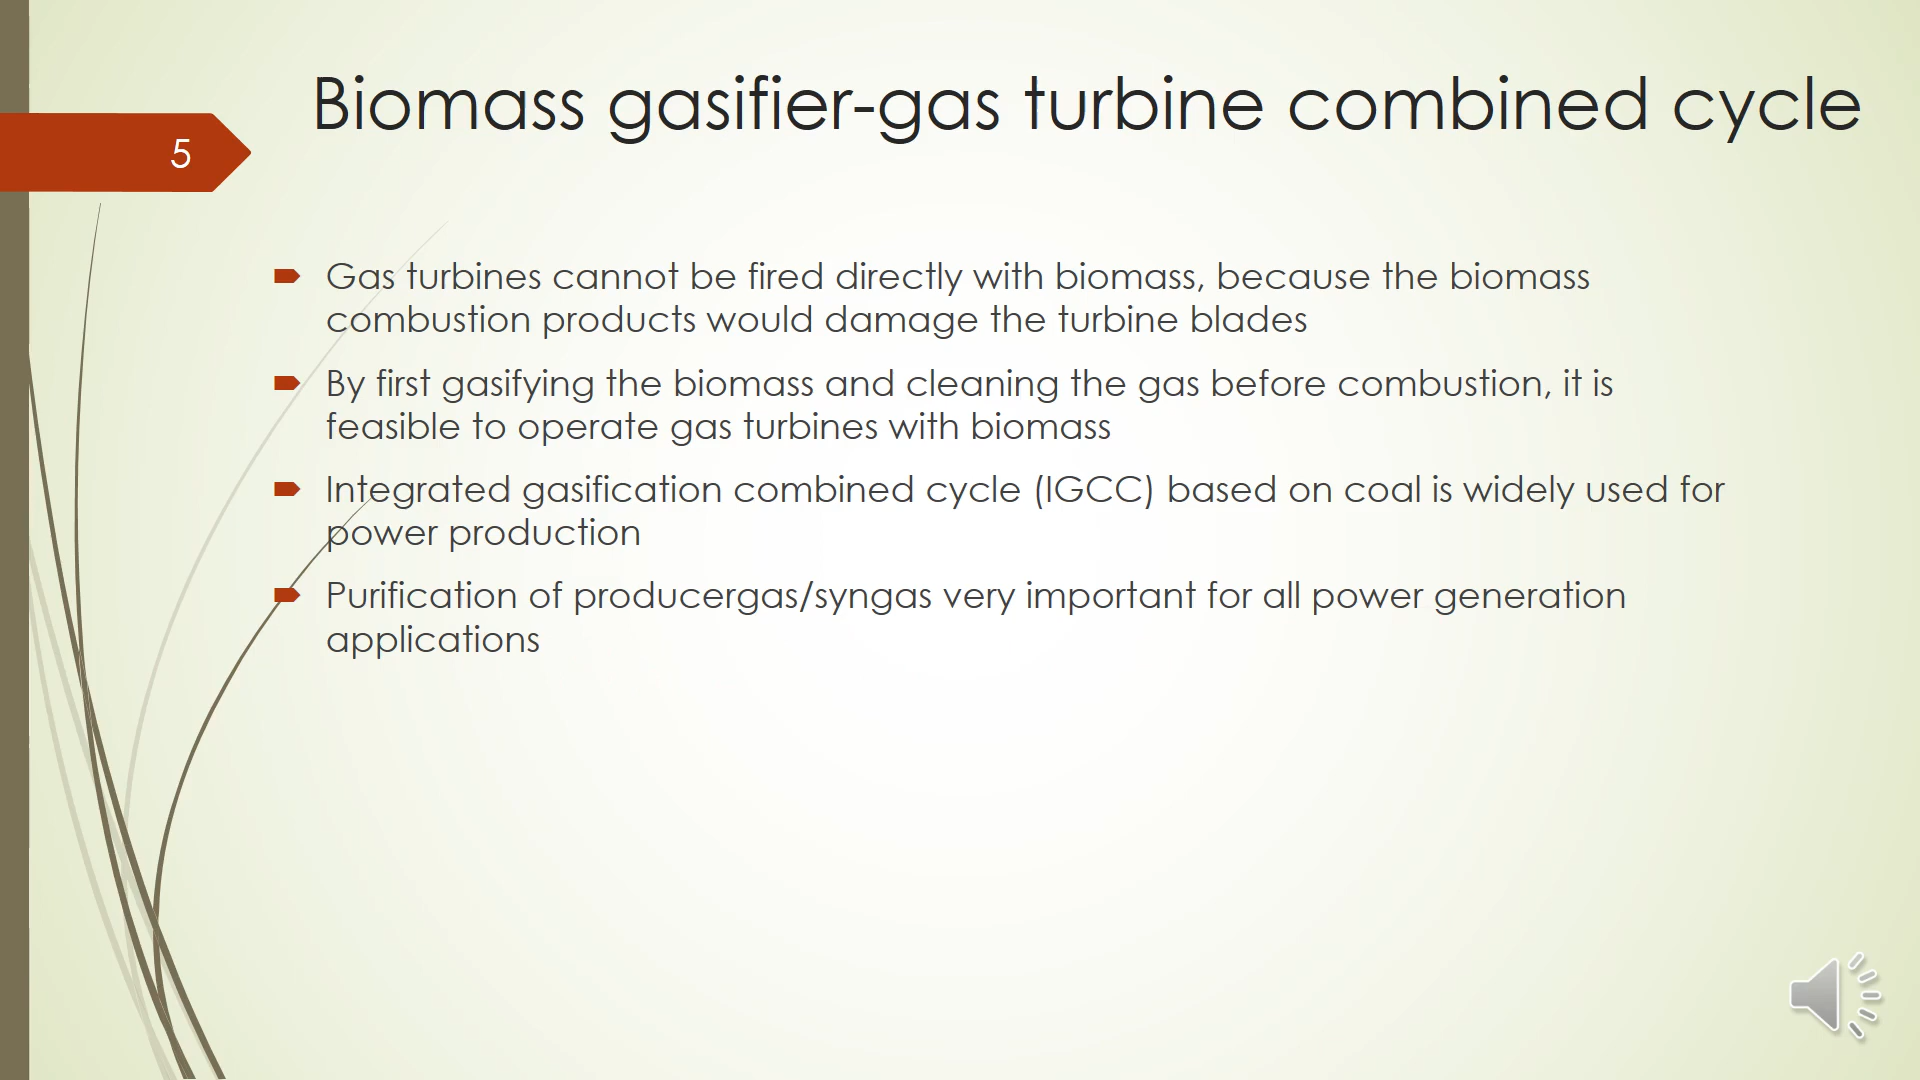 Biomass gasifier-gas turbine combined cycle
5
Gas turbines cannot be fired directly with biomass, because the biomass
combustion products would damage the turbine blades
By first gasifying the biomass and cleaning the gas before combustion, it is
feasible to operate gas turbines with biomass
Integrated gasification combined cycle (IGCC) based on coal is widely used for
power production
Purification of producergas/syngas very important for all power generation
applications